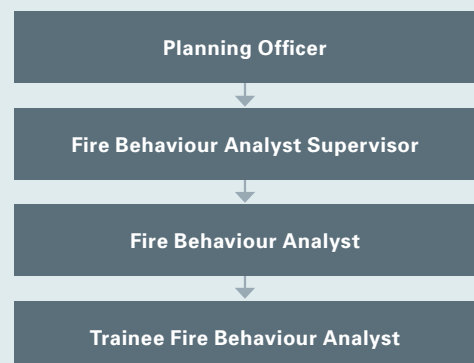 Planning Officer
Fire Behaviour Analyst Supervisor
Fire Behaviour Analyst
Trainee Fire Behaviour Analyst